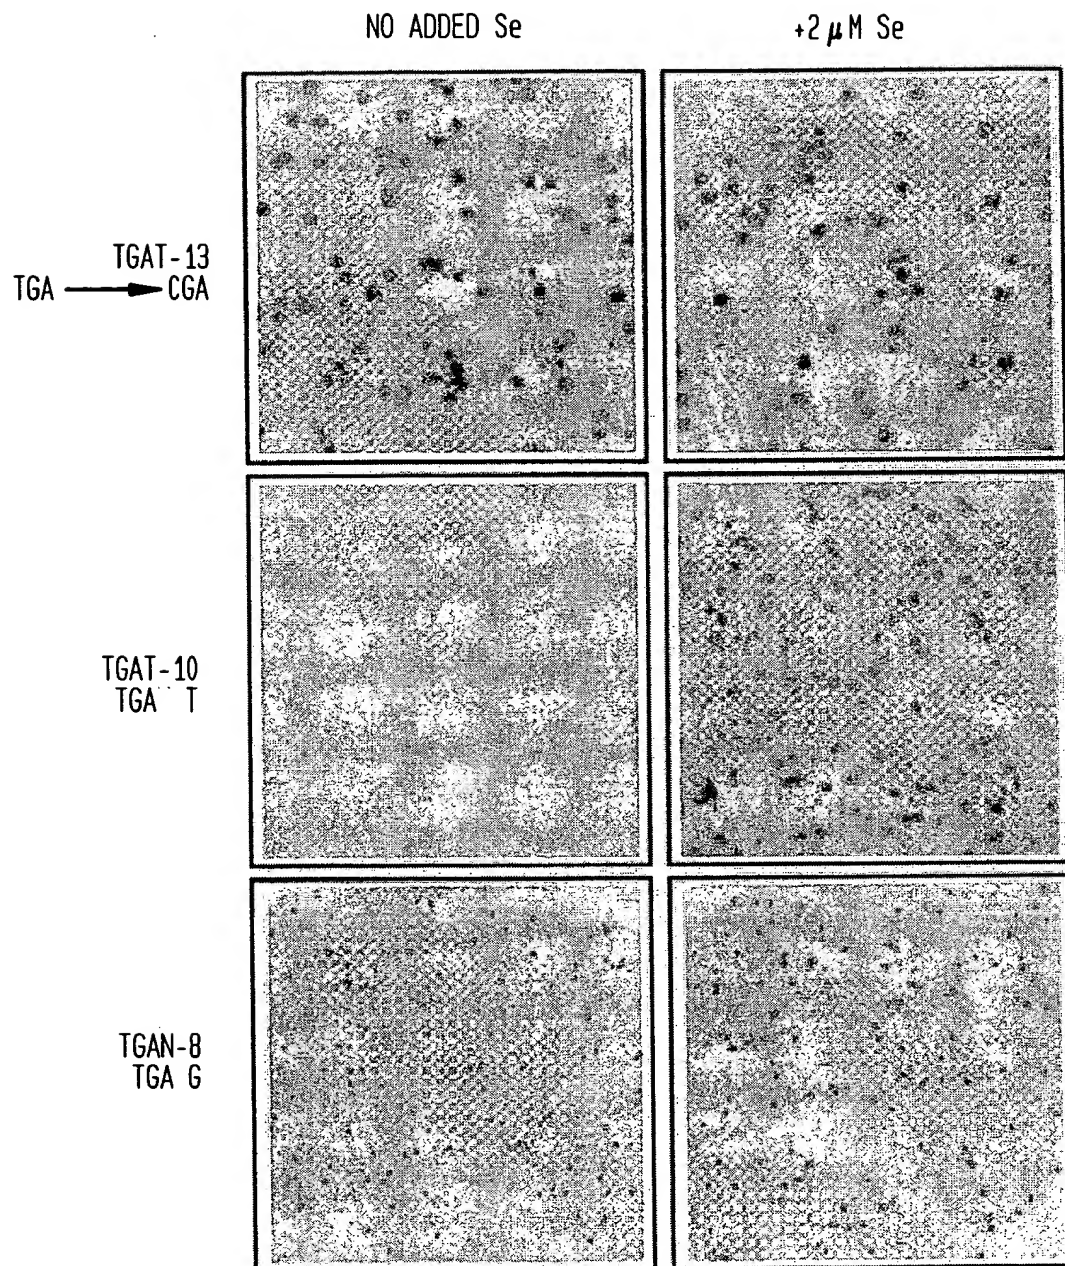 NO ADDED Se
+2 μM Se
TGAT-13
TGA → CGA
TGAT-10
TGA T
TGAN-8
TGA G